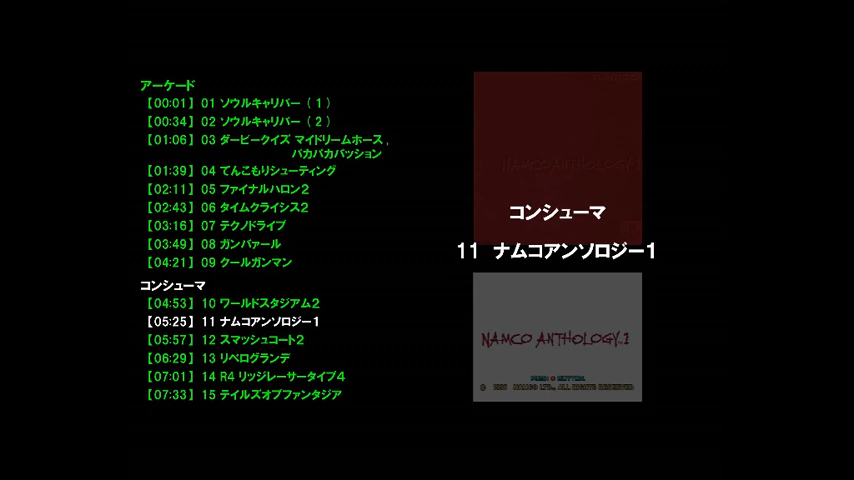 アーケード
【00:01】 01 ソウルキャリバー（1）
【00:34】 02 ソウルキャリバー（2）
【01:06】 03 ダービークイズ マイドリームホース,
バカバカパッション
【01:39】 04 てんこもりシューティング
【02:11】 05 ファイナルハロン2
【02:43】 06 タイムクライシス2
【03:16】 07 テクノドライブ
【03:49】 08 ガンバァール
【04:21】 09 クールガンマン
コンシューマ
【04:53】 10 ワールドスタジアム2
【05:25】 11 ナムコアンソロジー1
【05:57】 12 スマッシュコート2
【06:29】 13 リベログランデ
【07:01】 14 R4 リッジレーサータイプ4
【07:33】 15 テイルズオブファンタジア
NAMCO ANTHOLOGY 1
コンシューマ
11 ナムコアンソロジー1
NAMCO ANTHOLOGY
NAMCO LTD., ALL RIGHTS RESERVED